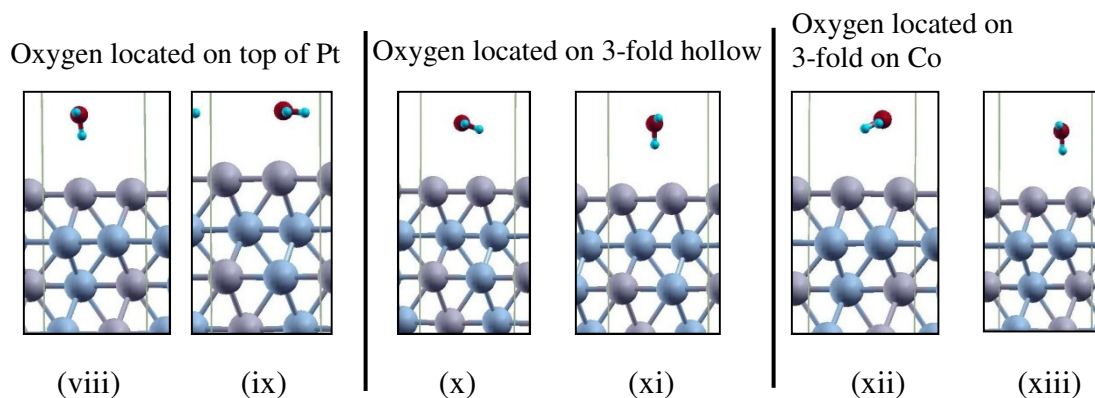 Oxygen located on top of Pt
Oxygen located on 3-fold hollow
Oxygen located on
3-fold on Co
(viii)
(ix)
(x)
(xi)
(xii)
(xiii)